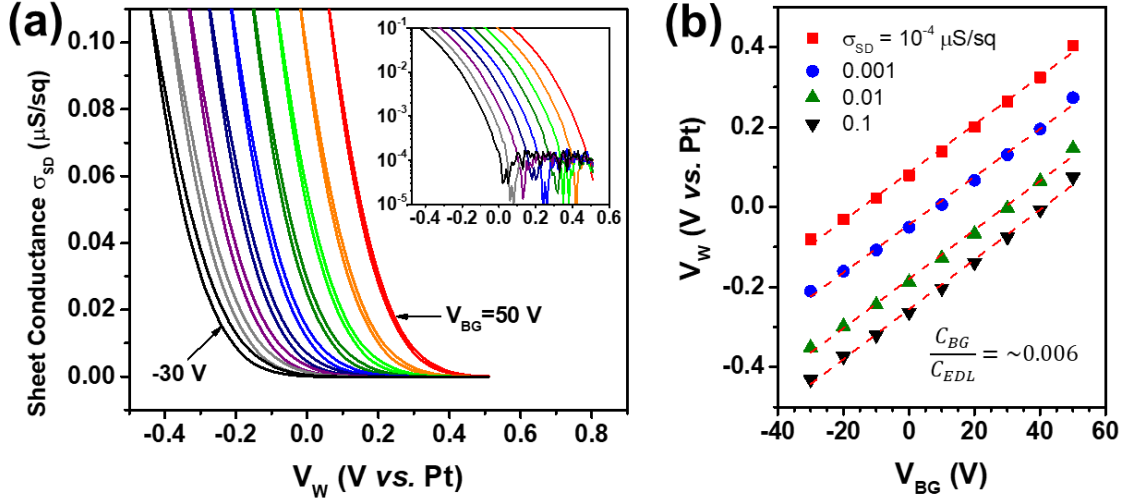 (a)
Sheet Conductance σSD (μS/sq)
0.10
0.08
0.06
0.04
0.02
0.00
-0.4 -0.2 0.0 0.2 0.4 0.6 0.8
VW (V vs. Pt)
VBG=50 V
-30 V
10-1
10-2
10-3
10-4
10-5
-0.4 -0.2 0.0 0.2 0.4 0.6
(b)
VW (V vs. Pt)
0.4
0.2
0.0
-0.2
-0.4
σSD = 10-4 μS/sq
0.001
0.01
0.1
CBG
CEDL
= ~0.006
-40 -20 0 20 40 60
VBG (V)